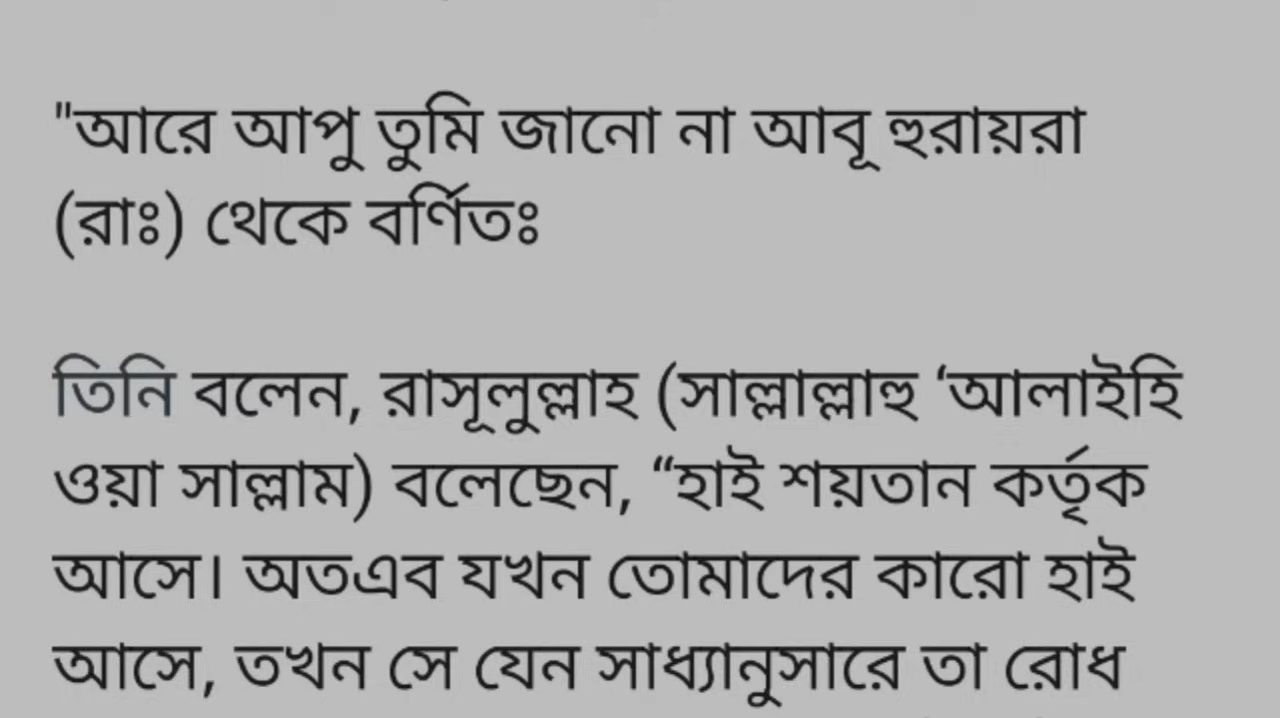 "আরে আপু তুমি জানো না আবূ হুরায়রা
(রাঃ) থেকে বর্ণিতঃ
তিনি বলেন, রাসূলুল্লাহ (সাল্লাল্লাহু ‘আলাইহি
ওয়া সাল্লাম) বলেছেন, “হাই শয়তান কর্তৃক
আসে। অতএব যখন তোমাদের কারো হাই
আসে, তখন সে যেন সাধ্যানুসারে তা রোধ